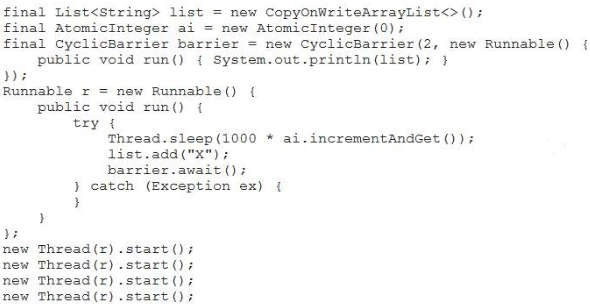 final List<String> list = new CopyOnWriteArrayList<>();
final AtomicInteger ai = new AtomicInteger(0);
final CyclicBarrier barrier = new CyclicBarrier(2, new Runnable() {
    public void run() { System.out.println(list); }
});
Runnable r = new Runnable() {
    public void run() {
        try {
            Thread.sleep(1000 * ai.incrementAndGet());
            list.add("X");
            barrier.await();
        } catch (Exception ex) {
        }
    }
};
new Thread(r).start();
new Thread(r).start();
new Thread(r).start();
new Thread(r).start();